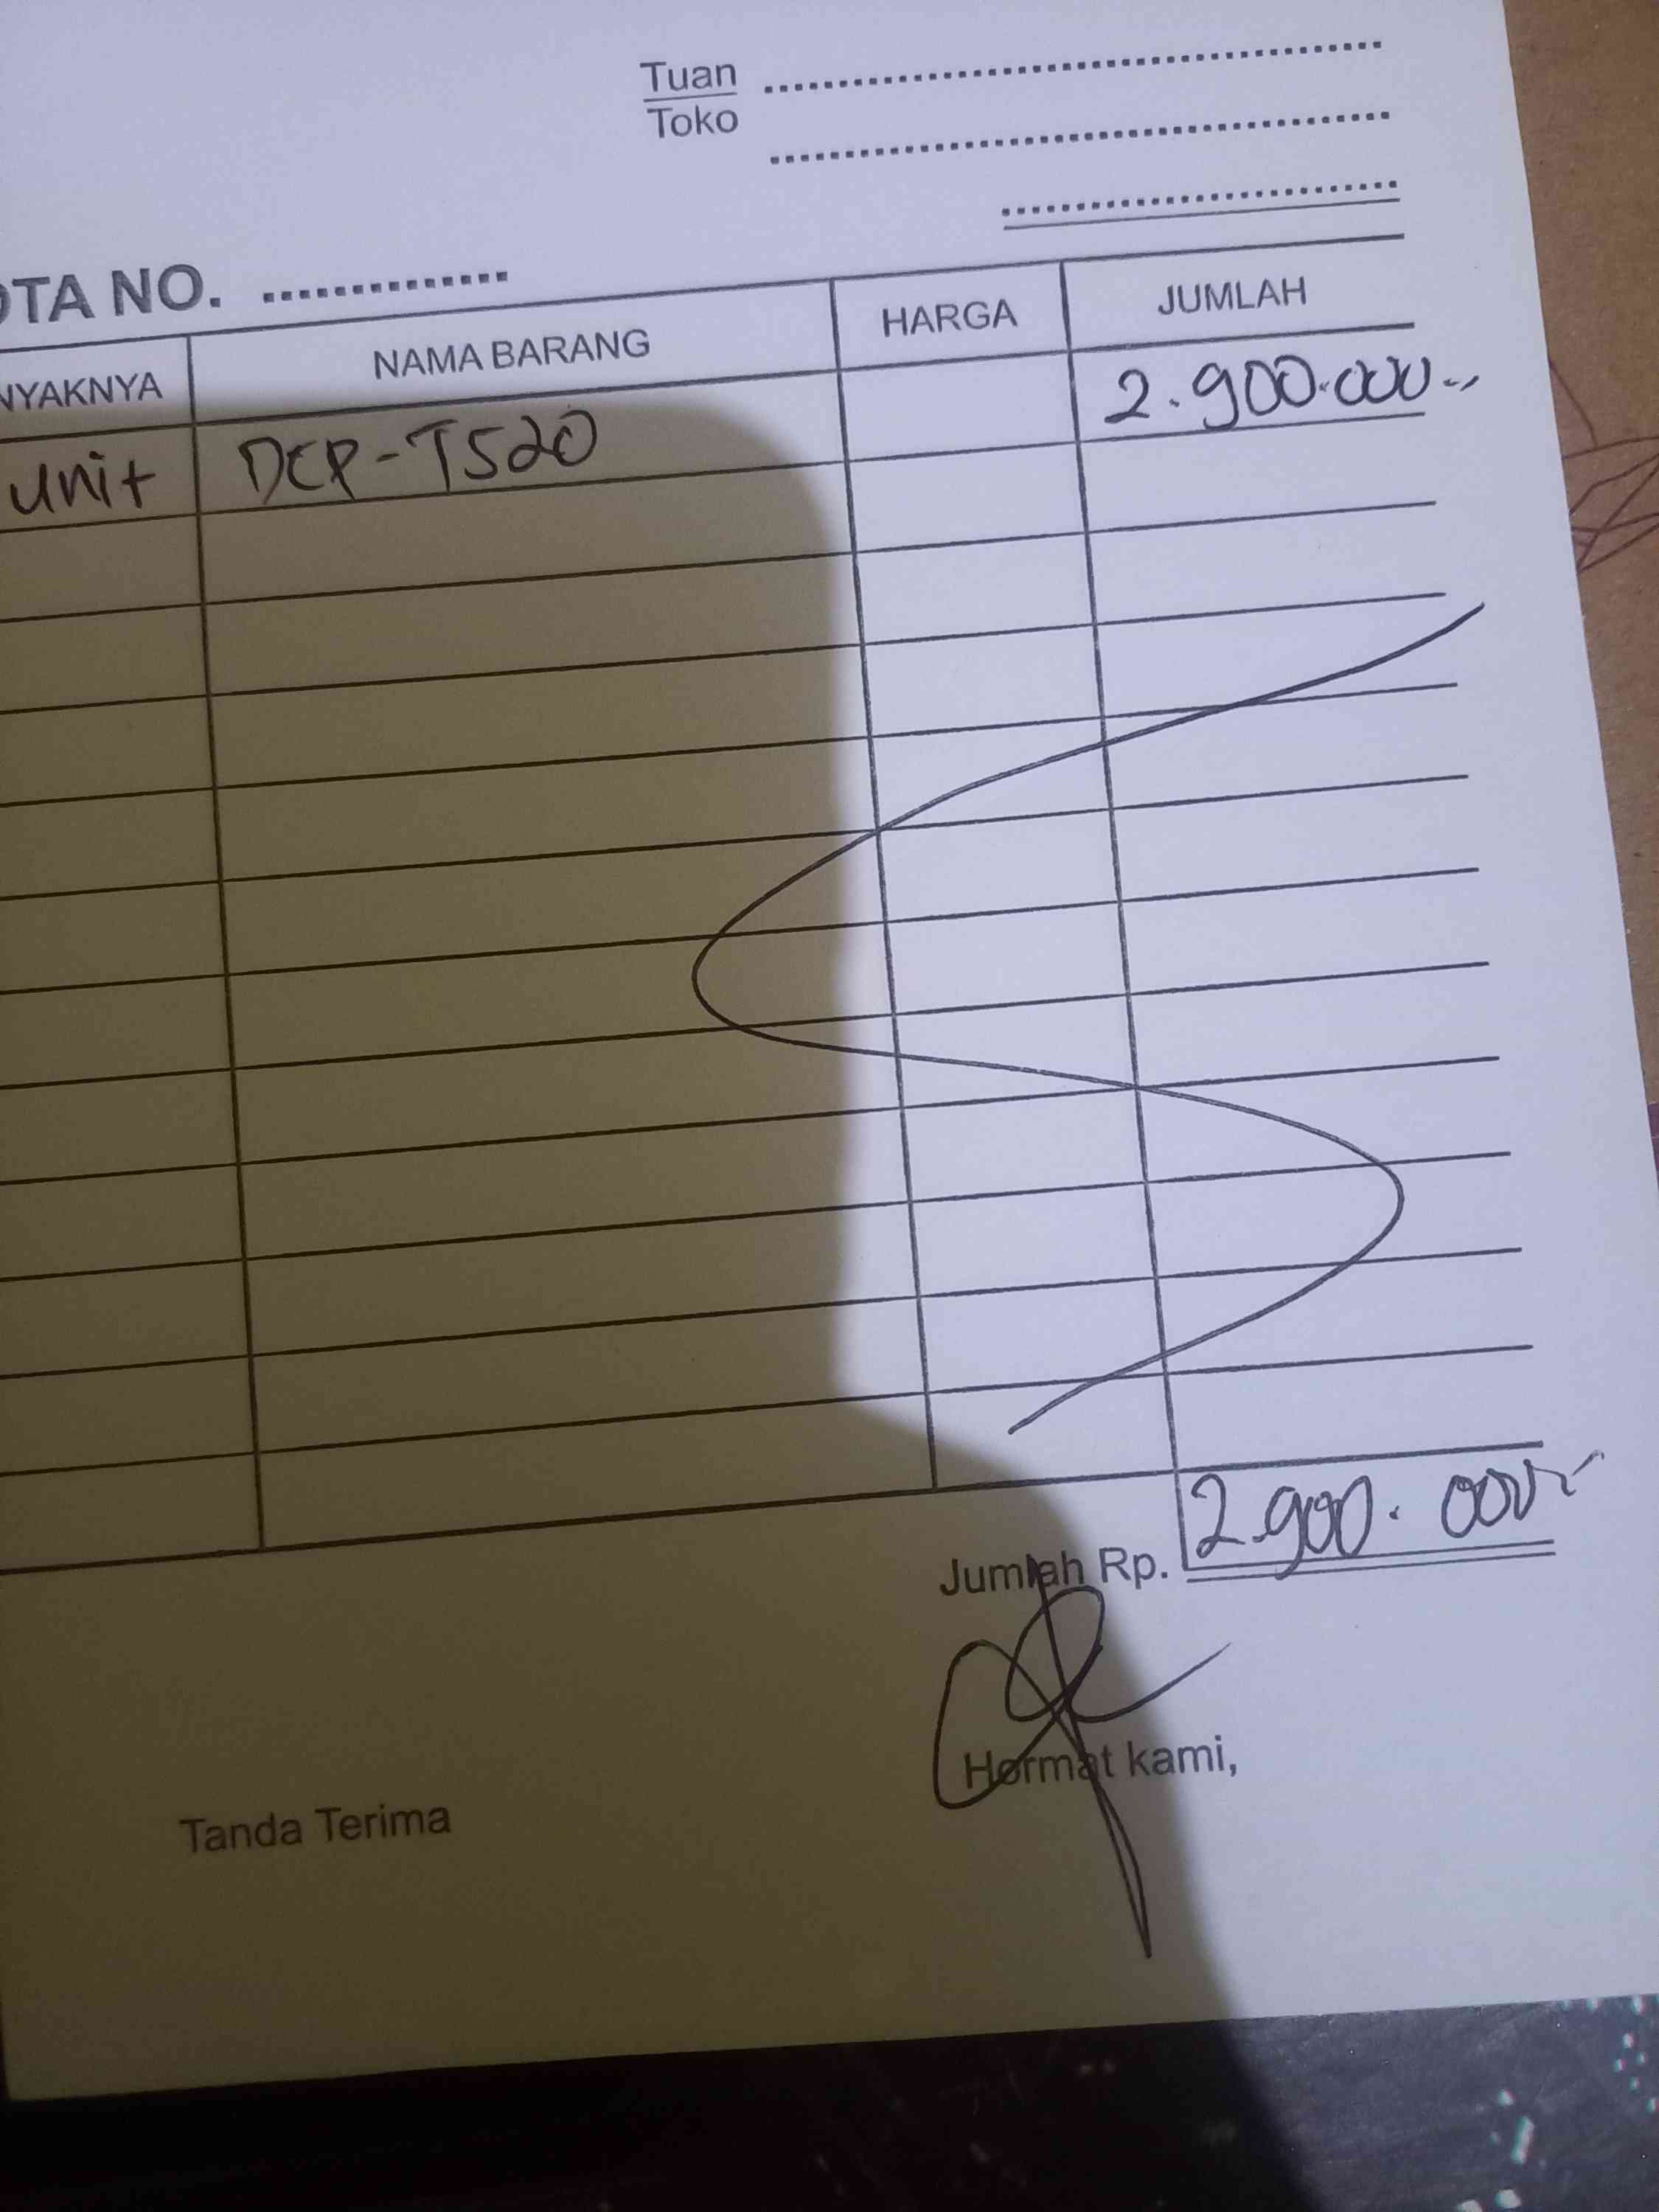 Tuan
Toko
OTA NO.
NYAKNYA NAMA BARANG HARGA JUMLAH
unit DCP-T520 2.900.000.,
Jumlah Rp. 2.900.000.-
Hormat kami,
Tanda Terima